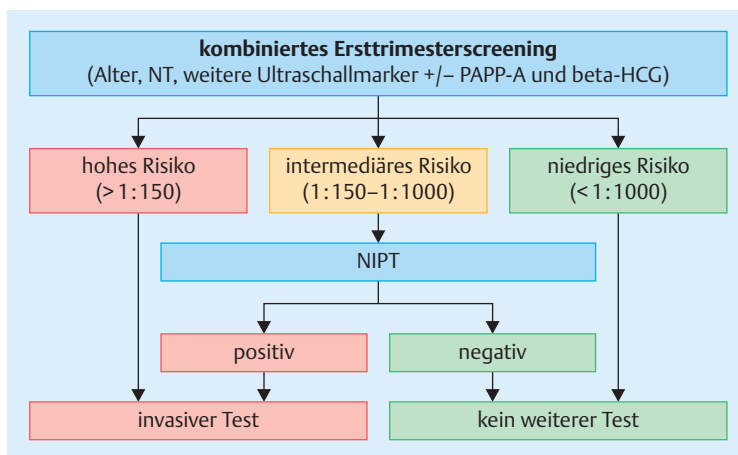 kombiniertes Ersttrimesterscreening
(Alter, NT, weitere Ultraschallmarker +/− PAPP-A und beta-HCG)
hohes Risiko
(> 1:150)
intermediäres Risiko
(1:150–1:1000)
niedriges Risiko
(< 1:1000)
NIPT
positiv
negativ
invasiver Test
kein weiterer Test